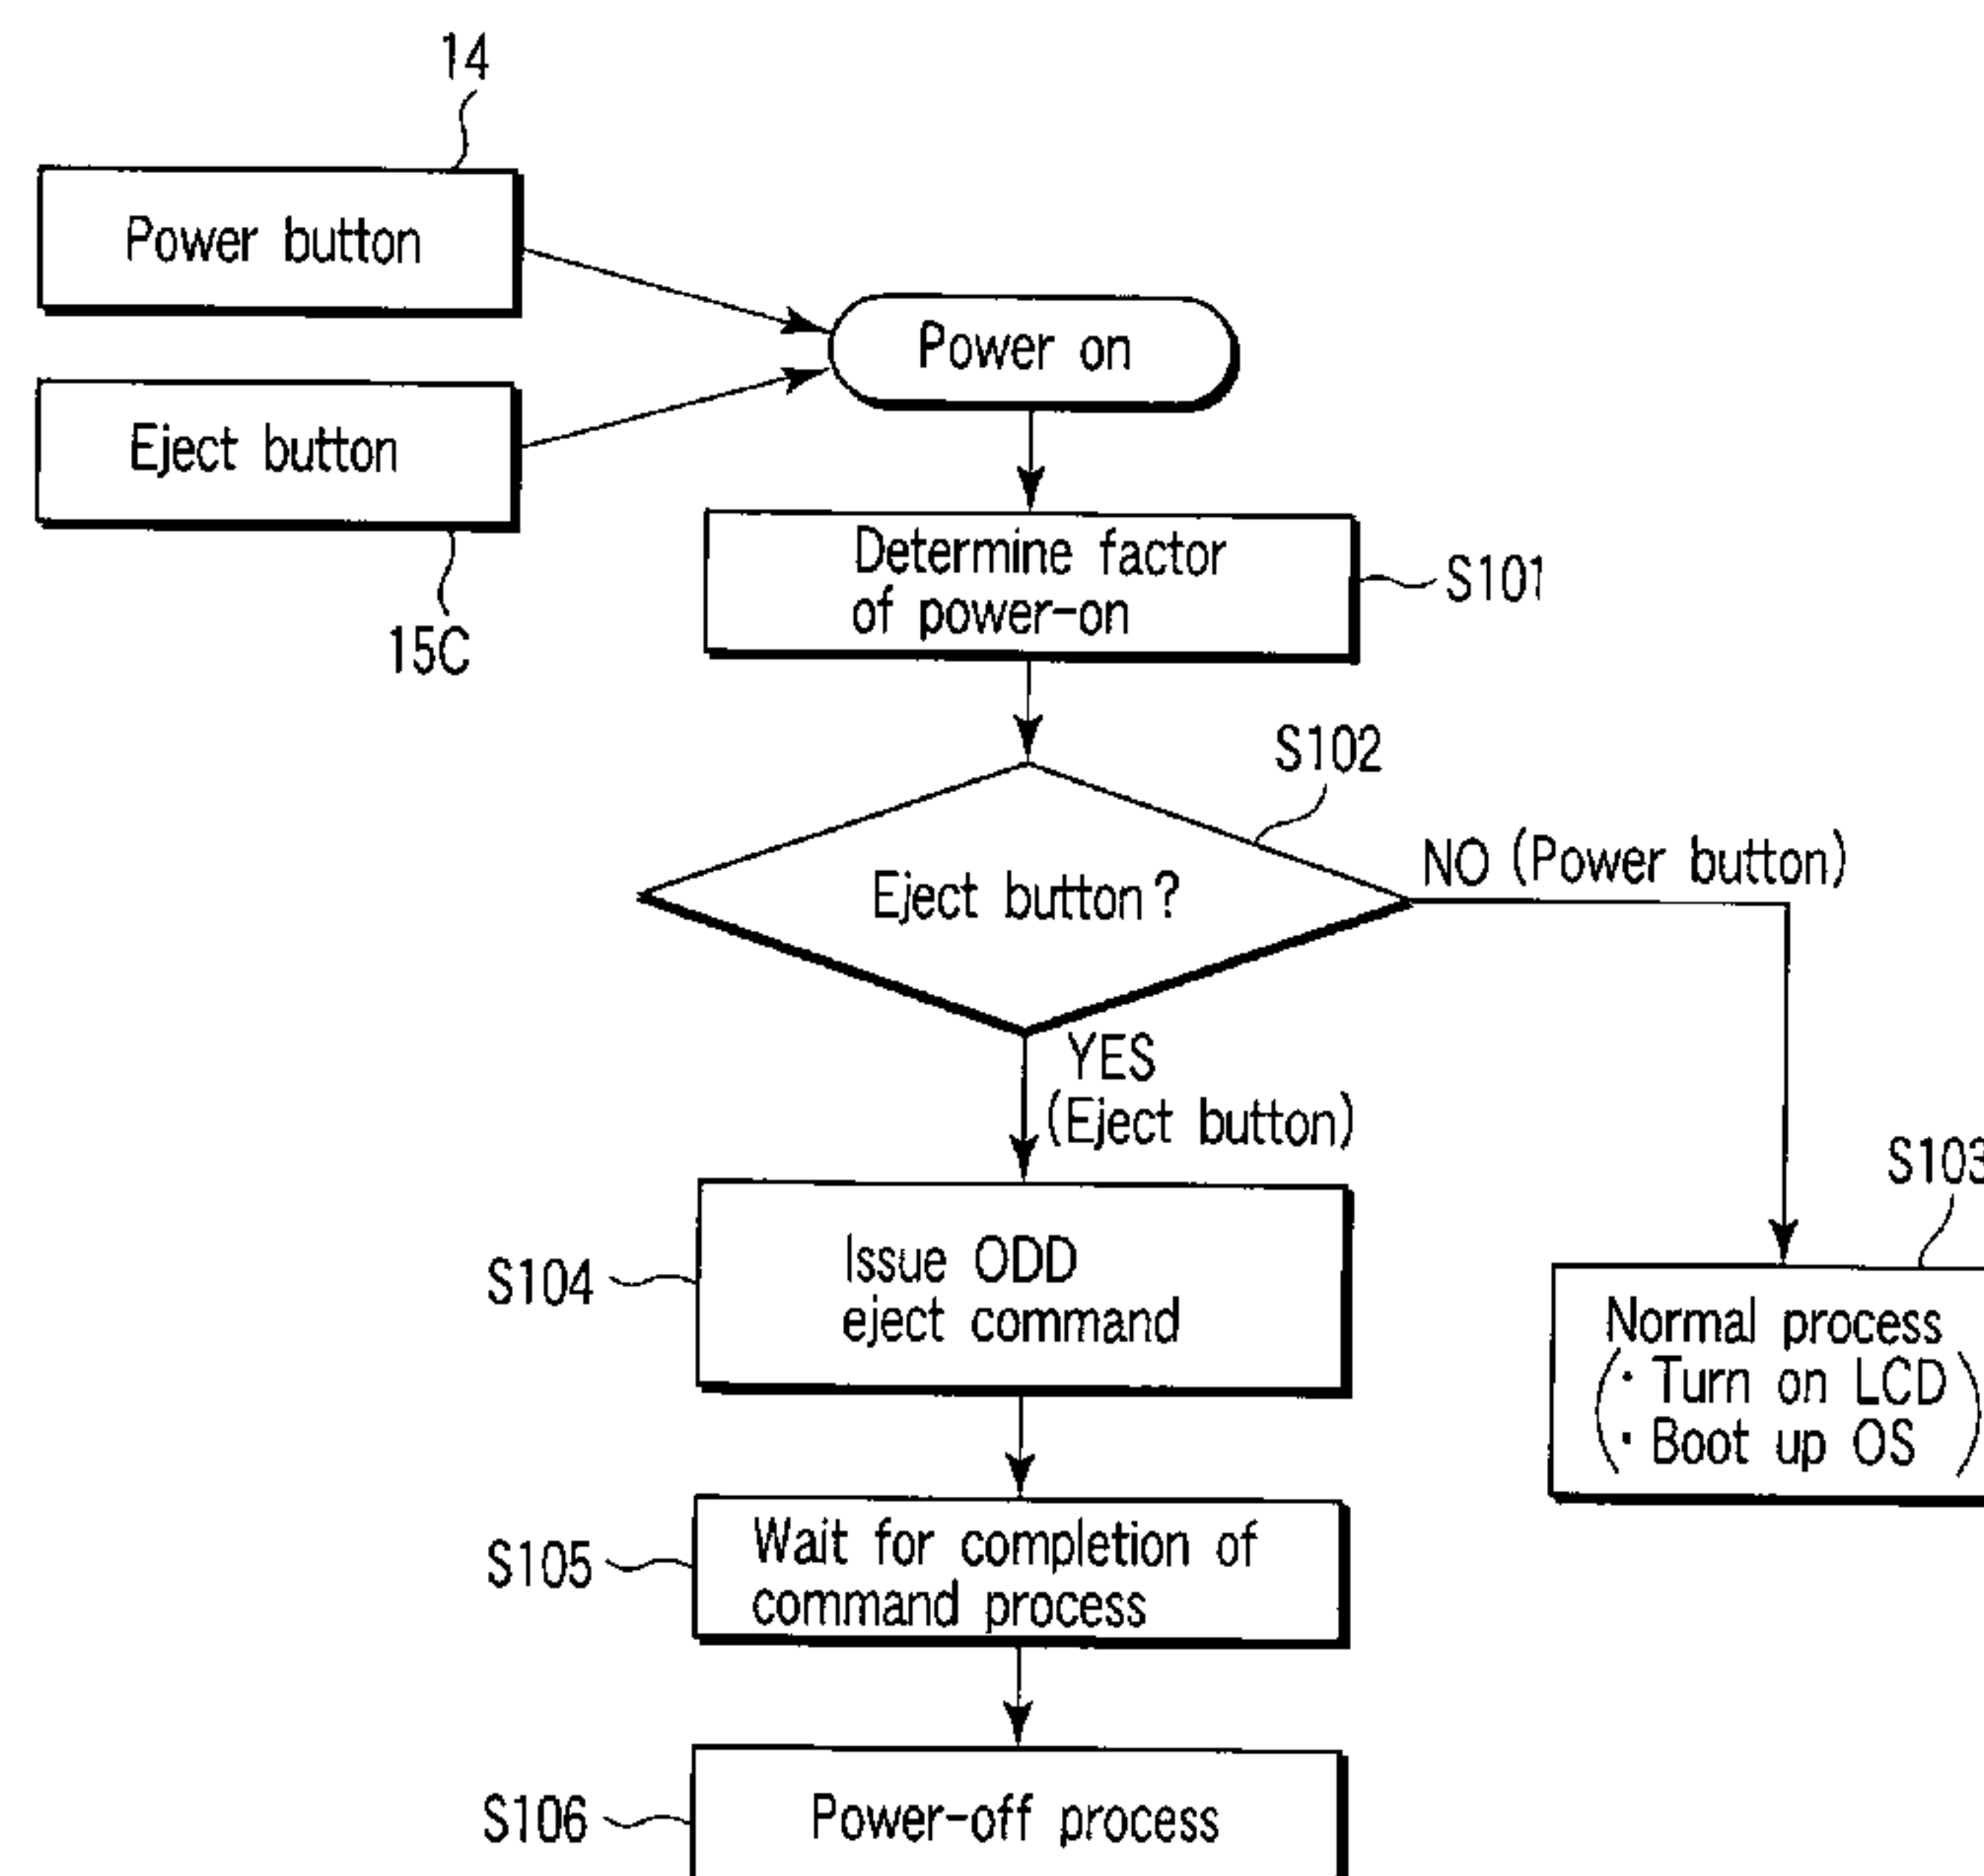 14
Power button
Power on
Eject button
15C
Determine factor
of power-on
S101
S102
Eject button?
NO (Power button)
YES
(Eject button)
S103
S104
Issue ODD
eject command
Normal process
(・Turn on LCD)
(・Boot up OS)
S105
Wait for completion of
command process
S106
Power-off process